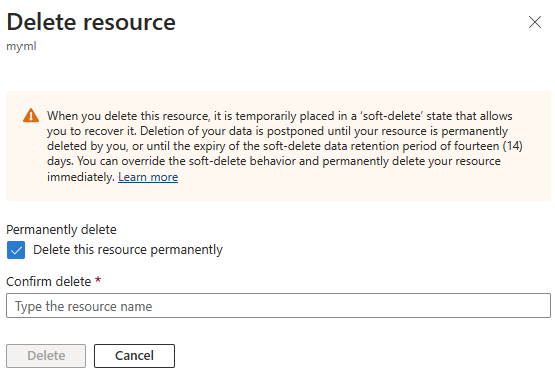 Delete resource
myml
When you delete this resource, it is temporarily placed in a 'soft-delete' state that allows
you to recover it. Deletion of your data is postponed until your resource is permanently
deleted by you, or until the expiry of the soft-delete data retention period of fourteen (14)
days. You can override the soft-delete behavior and permanently delete your resource
immediately. Learn more
Permanently delete
Delete this resource permanently
Confirm delete *
Type the resource name
Delete Cancel